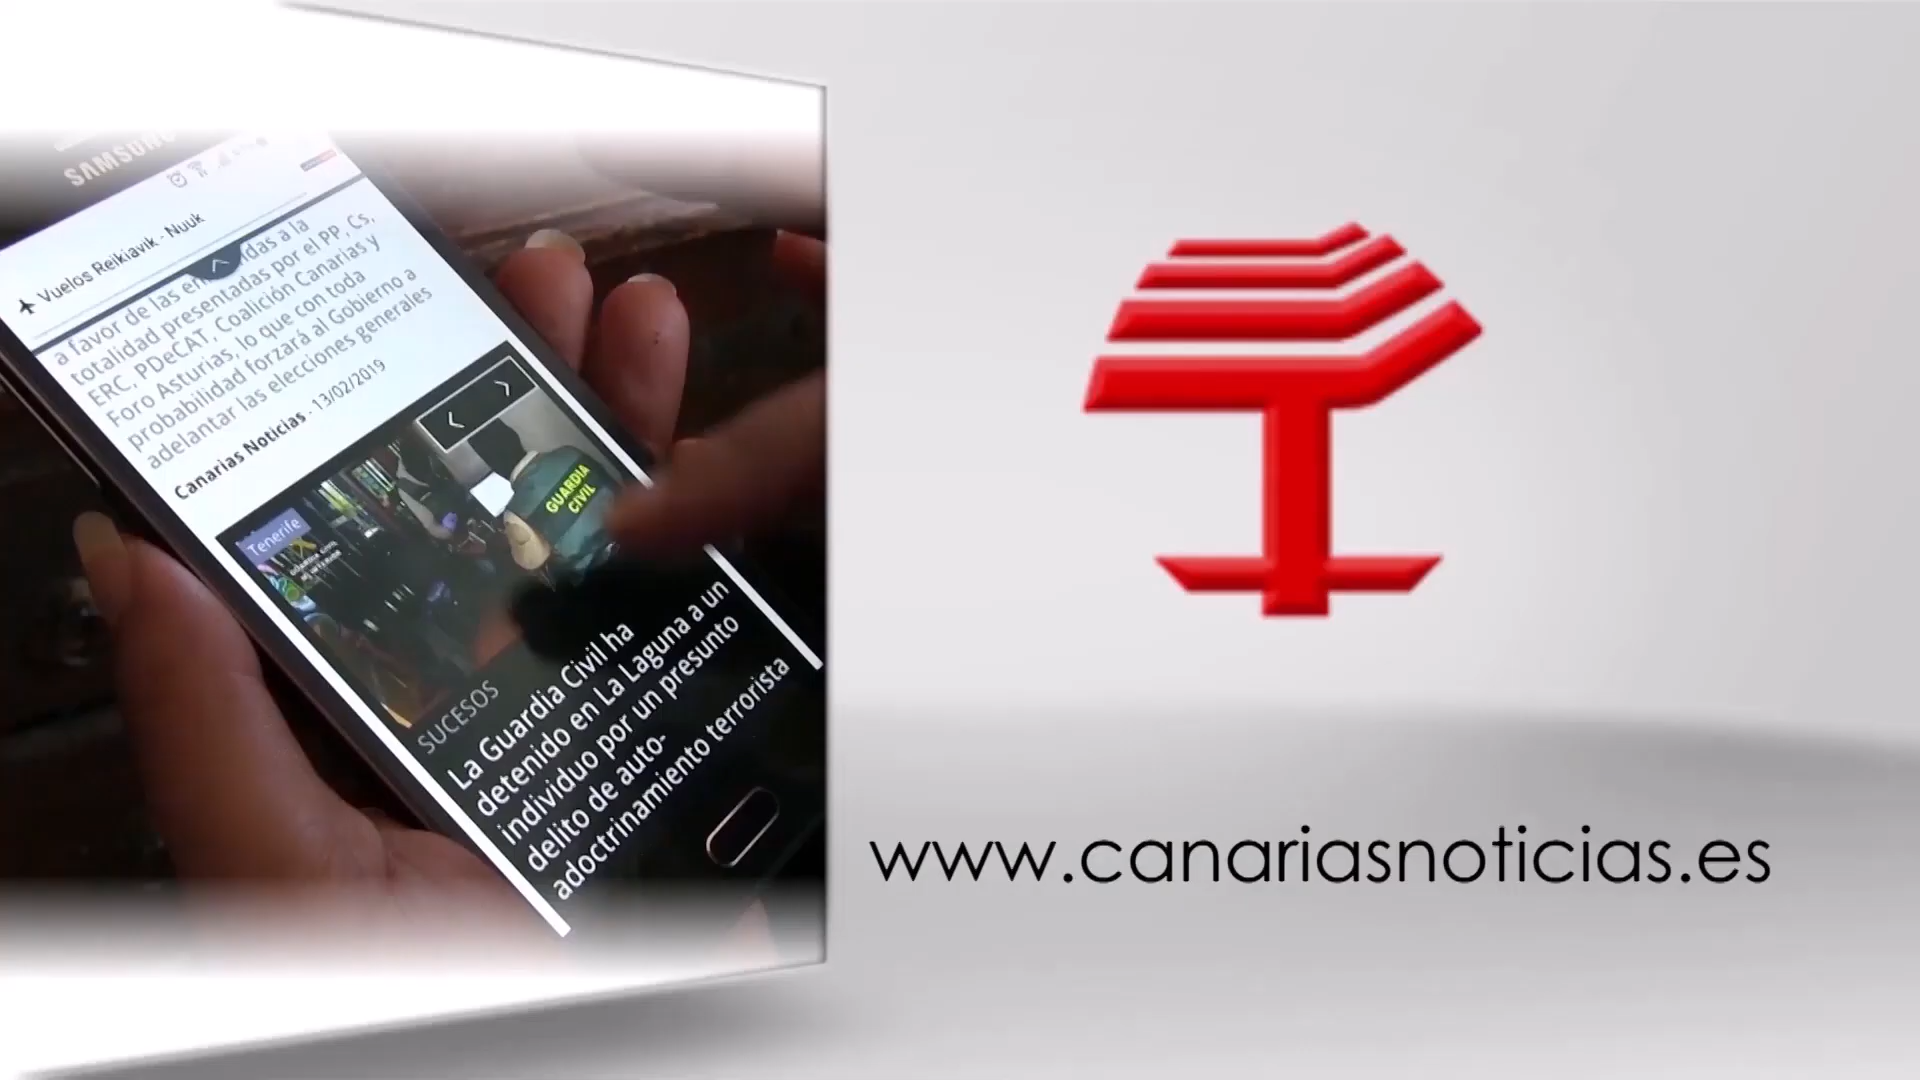 SAMSUNG
Vuelos Reikiavik - Nuuk
a favor de las a la
totalidad presentadas por el PP, Cs,
ERC, PDeCAT, Coalición Canarias y
Foro Asturias, lo que con toda
probabilidad forzará al Gobierno a
adelantar las elecciones generales
Canarias Noticias - 13/02/2019
Tenerife
GUARDIA
CIVIL
SUCESOS
La Guardia Civil ha
detenido en La Laguna a un
individuo por un presunto
delito de auto-
adoctrinamiento terrorista
www.canariasnoticias.es